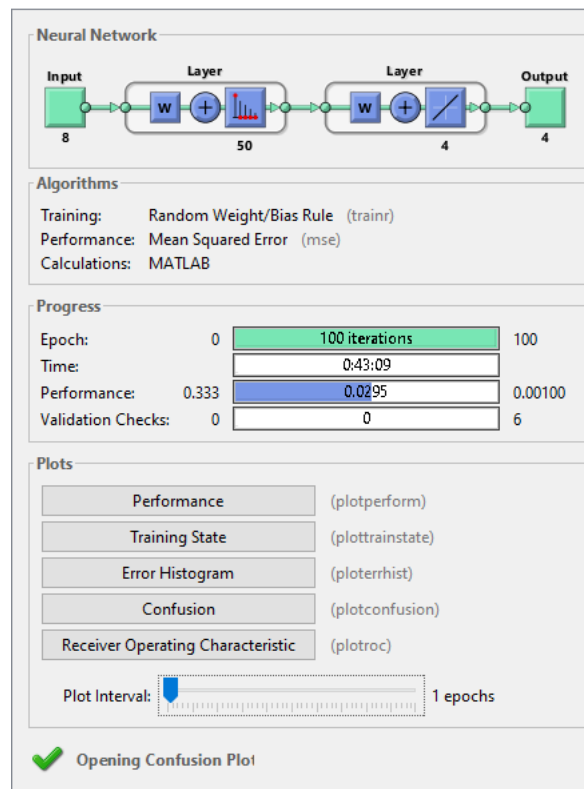 Neural Network
Input Layer Layer Output
W + W +
8 50 4 4
Algorithms
Training: Random Weight/Bias Rule (trainr)
Performance: Mean Squared Error (mse)
Calculations: MATLAB
Progress
Epoch: 0 100 iterations 100
Time: 0:43:09
Performance: 0.333 0.0295 0.00100
Validation Checks: 0 0 6
Plots
Performance (plotperform)
Training State (plottrainstate)
Error Histogram (ploterrhist)
Confusion (plotconfusion)
Receiver Operating Characteristic (plotroc)
Plot Interval: 1 epochs
Opening Confusion Plot